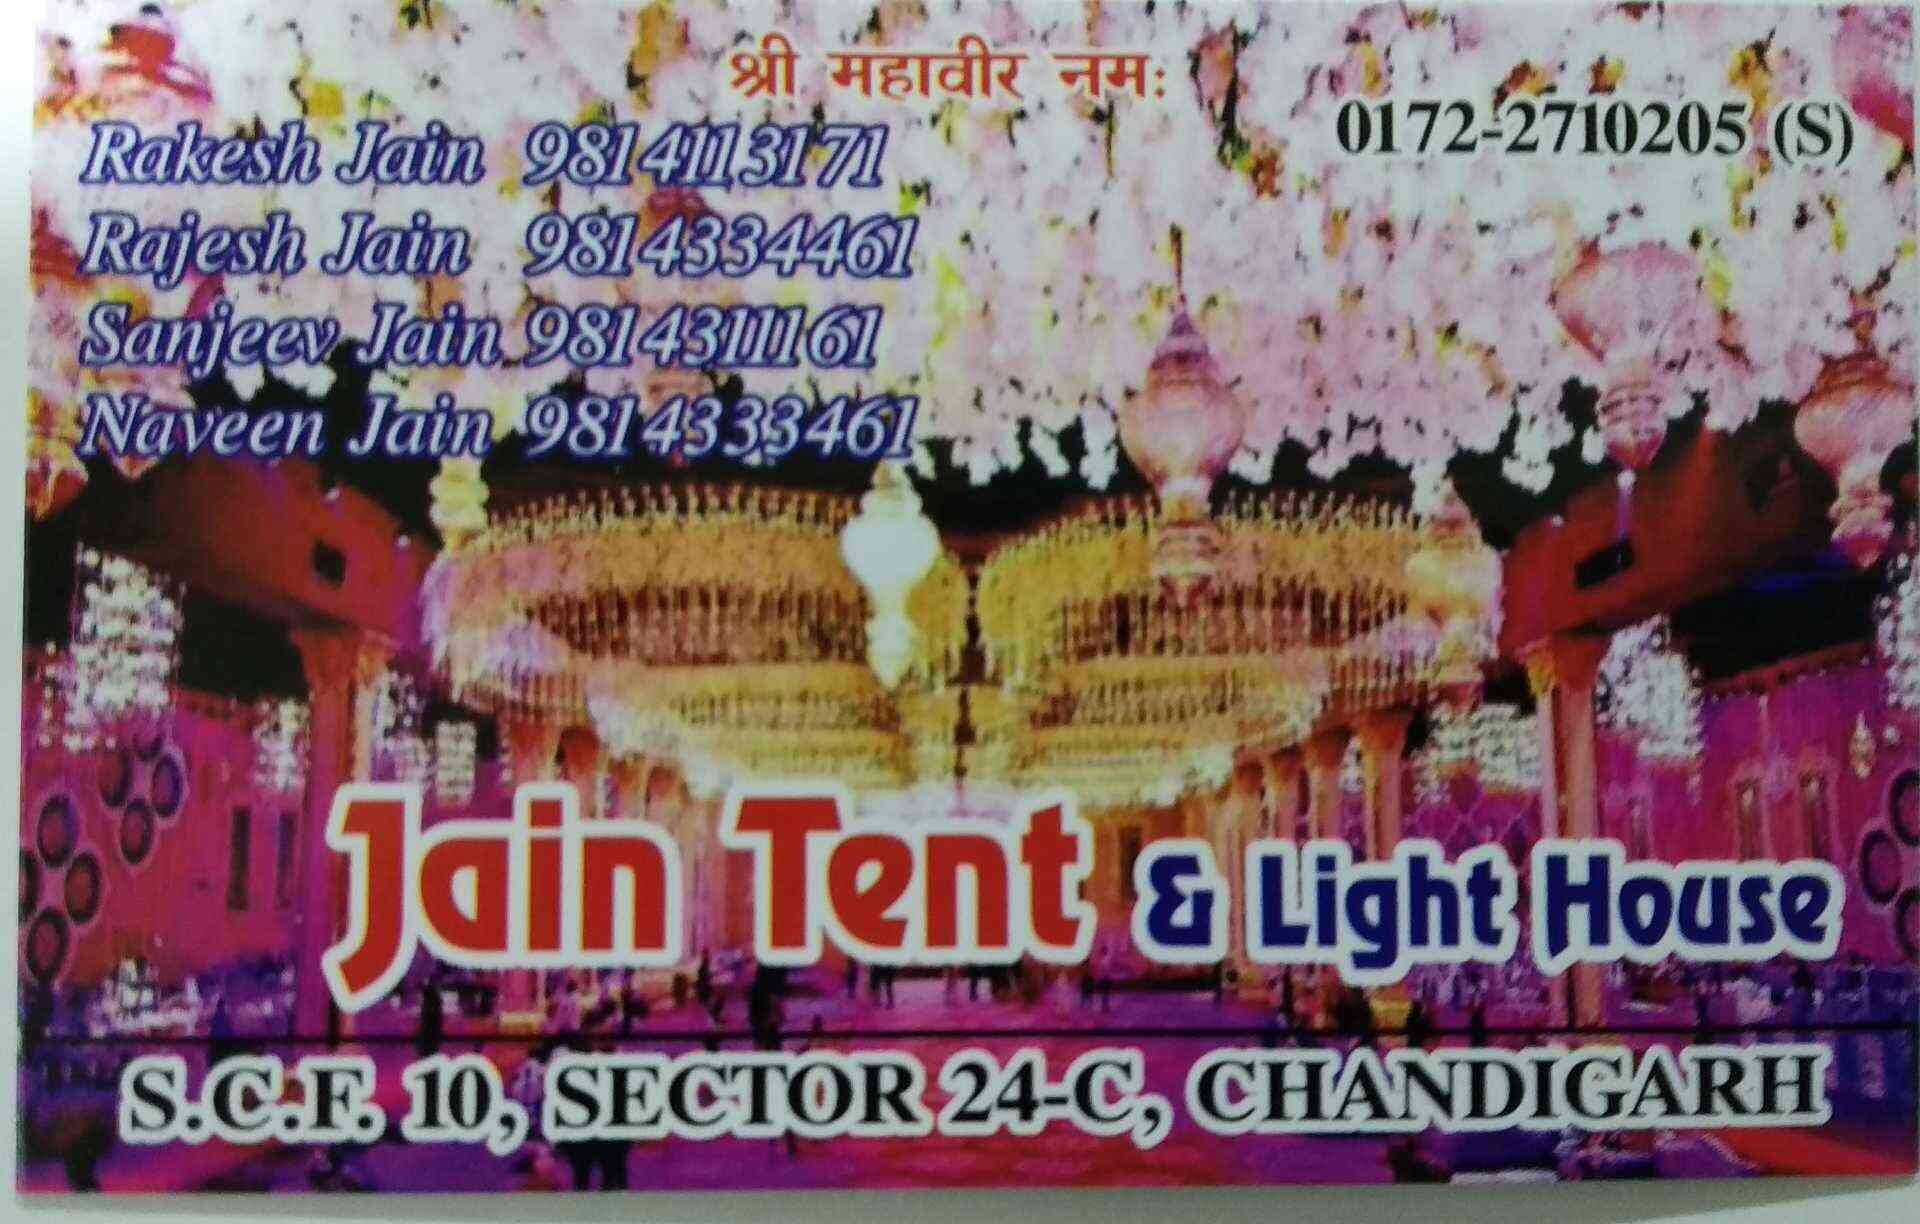 श्री महावीर नमः
0172-2710205 (S)
Rakesh Jain 9814113171
Rajesh Jain 9814334461
Sanjeev Jain 9814311161
Naveen Jain 9814333461
Jain Tent & Light House
S.C.F. 10, SECTOR 24-C, CHANDIGARH